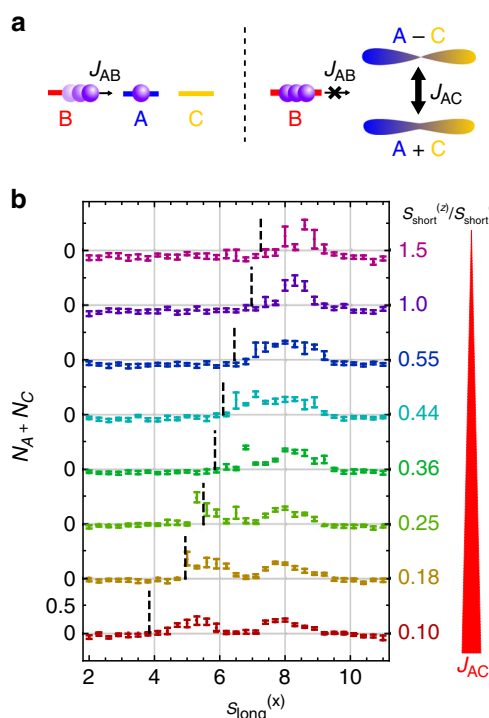 a
J_AB
B A C
J_AB
B
A − C
J_AC
A + C
b
S_short^(z)/S_short
N_A + N_C
0 1.5
0 1.0
0 0.55
0 0.44
0 0.36
0 0.25
0 0.18
0.5
0 0.10
2 4 6 8 10
J_AC
s_long^(x)